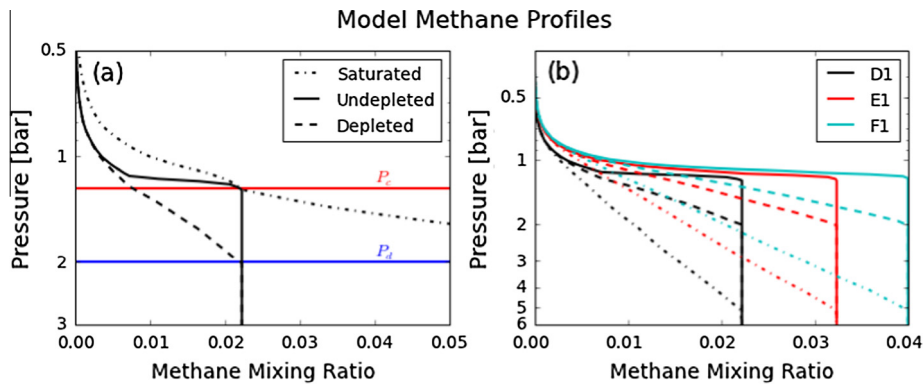 Model Methane Profiles
(a)
Saturated
Undepleted
Depleted
Pc
Pd
0.5
1
2
3
Pressure [bar]
0.00 0.01 0.02 0.03 0.04 0.05
Methane Mixing Ratio
(b)
D1
E1
F1
0.5
1
2
3
4
5
6
Pressure [bar]
0.00 0.01 0.02 0.03 0.04
Methane Mixing Ratio